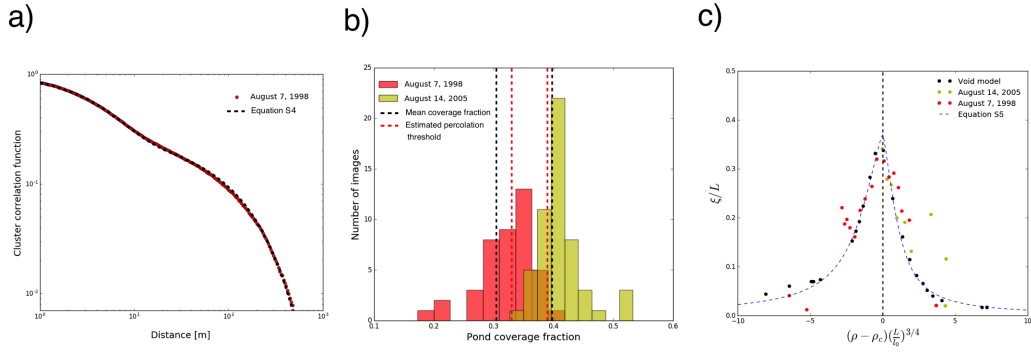 a)
Cluster correlation function
10⁰
10⁻¹
10⁻²
10⁰ 10¹ 10² 10³
Distance [m]
August 7, 1998
Equation S4
b)
Number of images
25
20
15
10
5
0
0.1 0.2 0.3 0.4 0.5 0.6
Pond coverage fraction
August 7, 1998
August 14, 2005
Mean coverage fraction
Estimated percolation
threshold
c)
ξ/L
0.5
0.4
0.3
0.2
0.1
0.0
−10 −5 0 5 10
(ρ − ρc)(L/l₀)^3/4
Void model
August 14, 2005
August 7, 1998
Equation S5